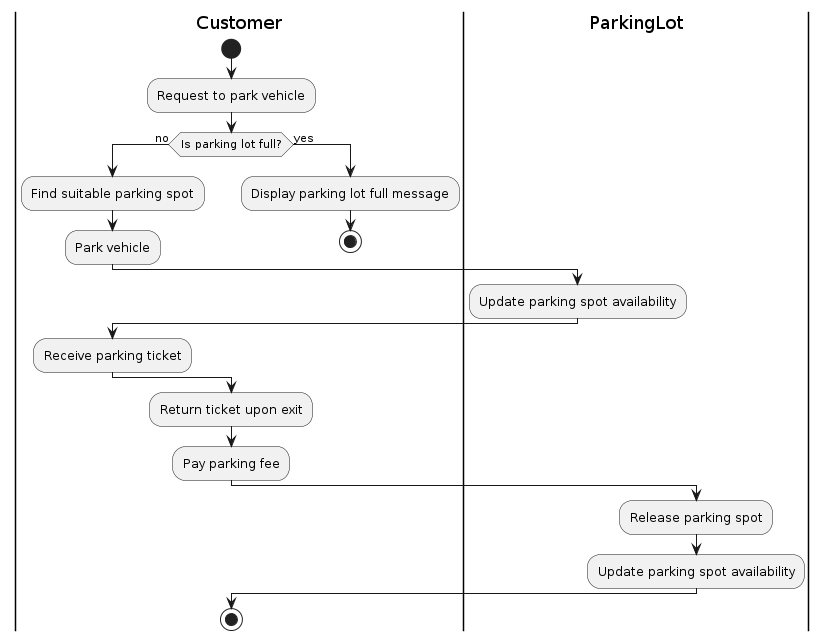 Customer
ParkingLot
Request to park vehicle
no
Is parking lot full?
yes
Find suitable parking spot
Display parking lot full message
Park vehicle
Update parking spot availability
Receive parking ticket
Return ticket upon exit
Pay parking fee
Release parking spot
Update parking spot availability